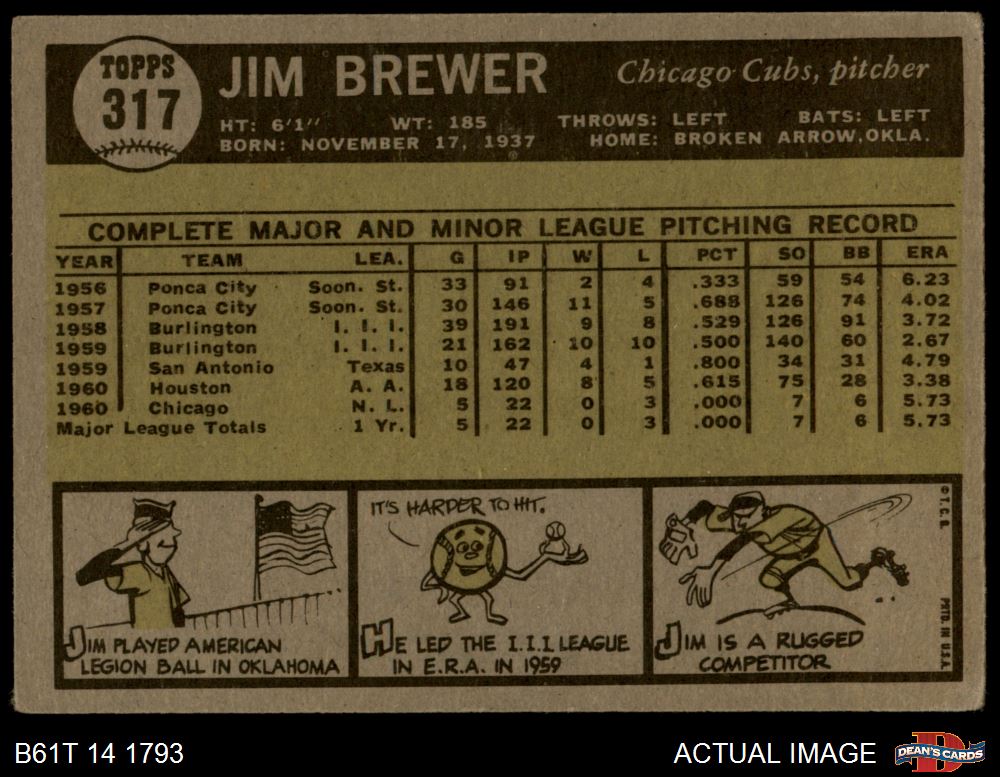 TOPPS
317
JIM BREWER
Chicago Cubs, pitcher
HT: 6'1" WT: 185 THROWS: LEFT BATS: LEFT
BORN: NOVEMBER 17, 1937 HOME: BROKEN ARROW, OKLA.
COMPLETE MAJOR AND MINOR LEAGUE PITCHING RECORD
YEAR TEAM LEA. G IP W L PCT SO BB ERA
1956 Ponca City Soon. St. 33 91 2 4 .333 59 54 6.23
1957 Ponca City Soon. St. 30 146 11 5 .688 126 74 4.02
1958 Burlington I. I. I. 39 191 9 8 .529 126 91 3.72
1959 Burlington I. I. I. 21 162 10 10 .500 140 60 2.67
1959 San Antonio Texas 10 47 4 1 .800 34 31 4.79
1960 Houston A. A. 18 120 8 5 .615 75 28 3.38
1960 Chicago N. L. 5 22 0 3 .000 7 6 5.73
Major League Totals 1 Yr. 5 22 0 3 .000 7 6 5.73
JIM PLAYED AMERICAN
LEGION BALL IN OKLAHOMA
IT'S HARDER TO HIT.
HE LED THE I.I.I LEAGUE
IN E.R.A. IN 1959
JIM IS A RUGGED
COMPETITOR
© T. C. G.
PRTD. IN U.S.A.
B61T 14 1793
ACTUAL IMAGE
D
DEAN'S CARDS